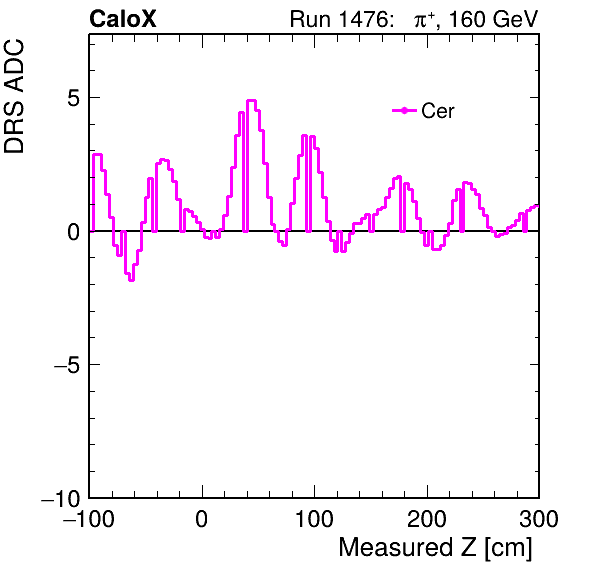 CaloX Run 1476: π⁺, 160 GeV
DRS ADC
Cer
5
0
−5
−10
−100 0 100 200 300
Measured Z [cm]